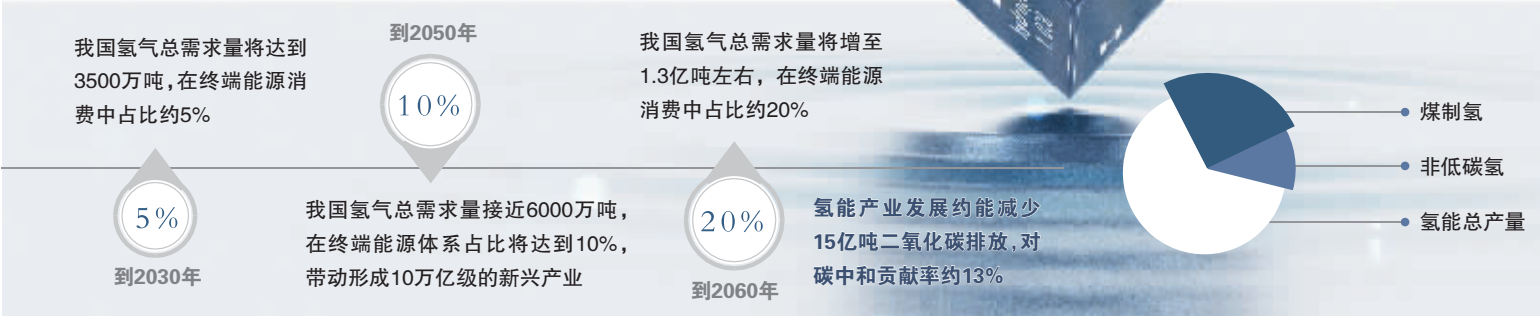 我国氢气总需求量将达到
3500万吨,在终端能源消
费中占比约5%
5%
到2030年
到2050年
10%
我国氢气总需求量接近6000万吨，
在终端能源体系占比将达到10%，
带动形成10万亿级的新兴产业
我国氢气总需求量将增至
1.3亿吨左右，在终端能源
消费中占比约20%
20%
到2060年
氢能产业发展约能减少
15亿吨二氧化碳排放,对
碳中和贡献率约13%
煤制氢
非低碳氢
氢能总产量